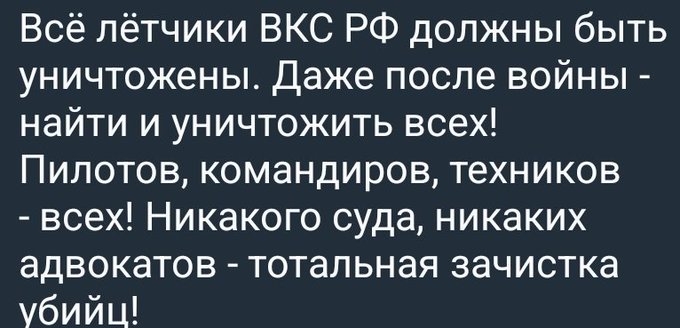 Всё лётчики ВКС РФ должны быть
уничтожены. Даже после войны -
найти и уничтожить всех!
Пилотов, командиров, техников
- всех! Никакого суда, никаких
адвокатов - тотальная зачистка
убийц!